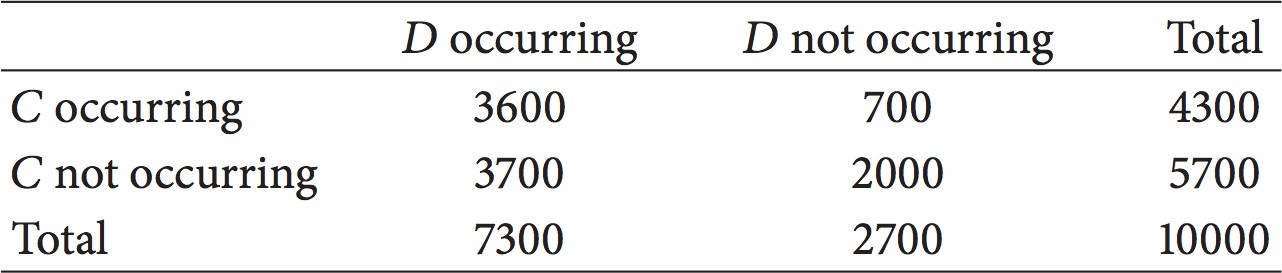 D occurring D not occurring Total
C occurring 3600 700 4300
C not occurring 3700 2000 5700
Total 7300 2700 10000